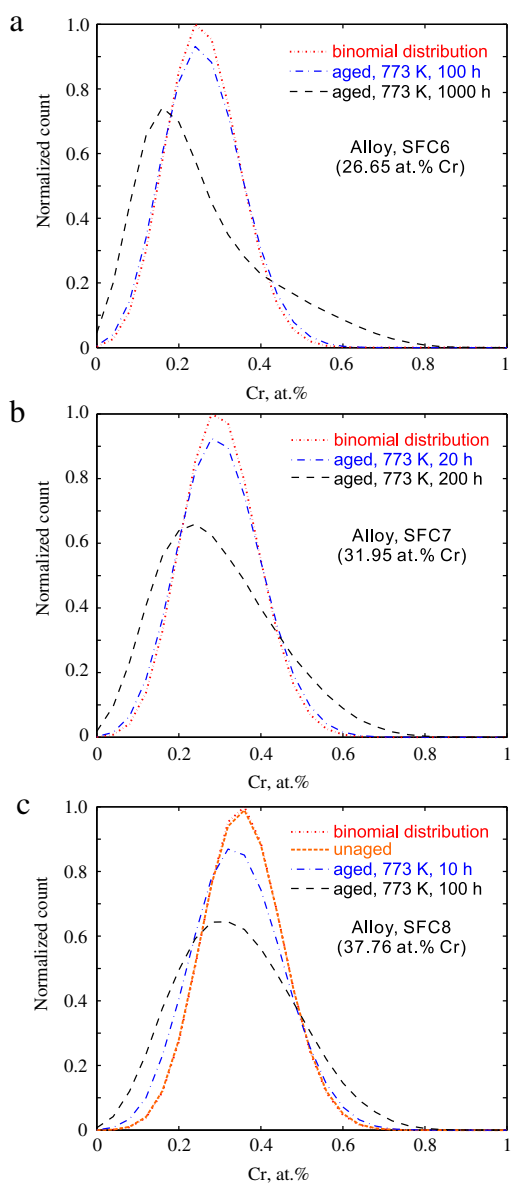 a
1.0
0.8
0.6
0.4
0.2
0
Normalized count
binomial distribution
aged, 773 K, 100 h
aged, 773 K, 1000 h
Alloy, SFC6
(26.65 at.% Cr)
0 0.2 0.4 0.6 0.8 1
Cr, at.%
b
1.0
0.8
0.6
0.4
0.2
0
Normalized count
binomial distribution
aged, 773 K, 20 h
aged, 773 K, 200 h
Alloy, SFC7
(31.95 at.% Cr)
0 0.2 0.4 0.6 0.8 1
Cr, at.%
c
1.0
0.8
0.6
0.4
0.2
0
Normalized count
binomial distribution
unaged
aged, 773 K, 10 h
aged, 773 K, 100 h
Alloy, SFC8
(37.76 at.% Cr)
0 0.2 0.4 0.6 0.8 1
Cr, at.%